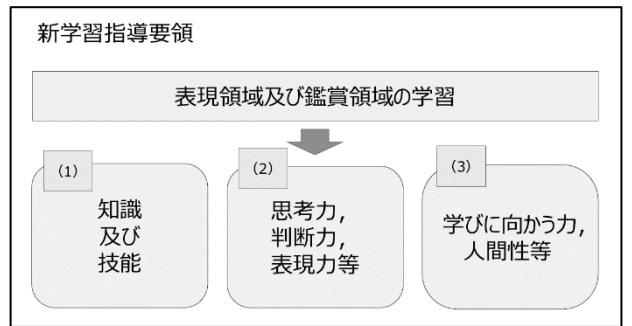 新学習指導要領
表現領域及び鑑賞領域の学習
(1)
知識
及び
技能
(2)
思考力,
判断力,
表現力等
(3)
学びに向かう力,
人間性等